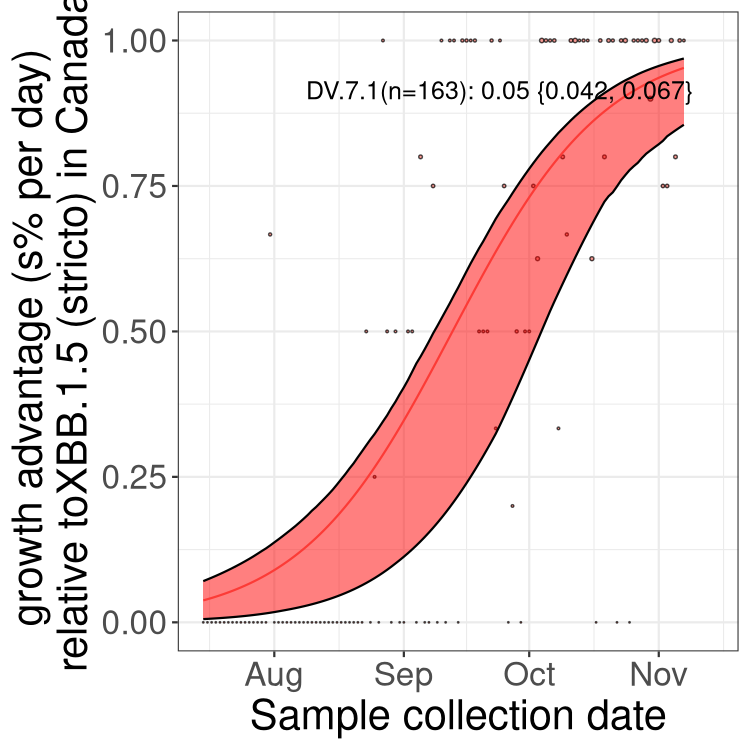 growth advantage (s% per day)
relative toXBB.1.5 (stricto) in Canada
1.00
0.75
0.50
0.25
0.00
DV.7.1(n=163): 0.05 {0.042, 0.067}
Aug Sep Oct Nov
Sample collection date